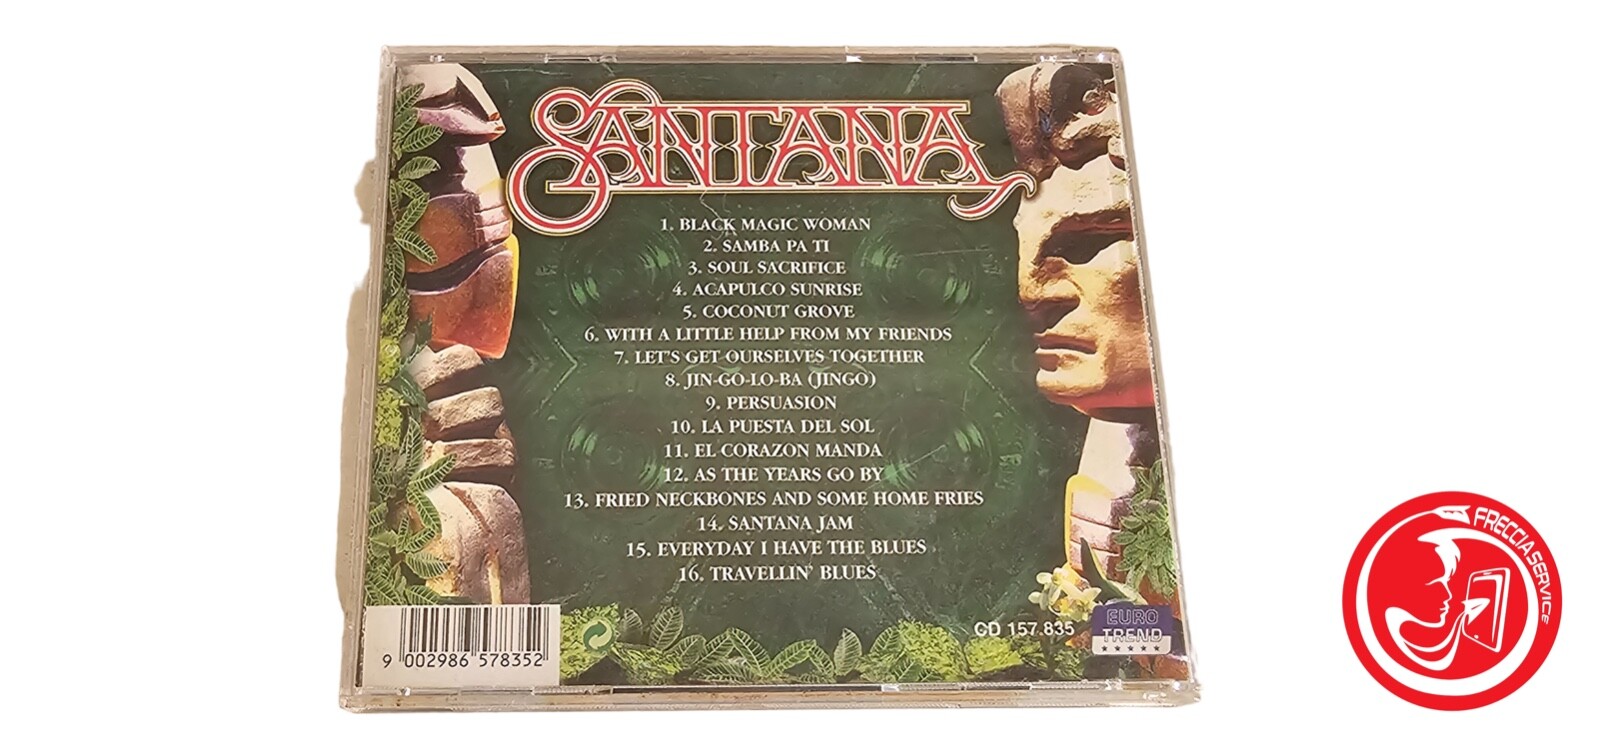 SANTANA
1. BLACK MAGIC WOMAN
2. SAMBA PA TI
3. SOUL SACRIFICE
4. ACAPULCO SUNRISE
5. COCONUT GROVE
6. WITH A LITTLE HELP FROM MY FRIENDS
7. LET'S GET OURSELVES TOGETHER
8. JIN-GO-LO-BA (JINGO)
9. PERSUASION
10. LA PUESTA DEL SOL
11. EL CORAZON MANDA
12. AS THE YEARS GO BY
13. FRIED NECKBONES AND SOME HOME FRIES
14. SANTANA JAM
15. EVERYDAY I HAVE THE BLUES
16. TRAVELLIN' BLUES
9 002986 578352
CD 157.835
EURO
TREND
FRECCIASERVICE